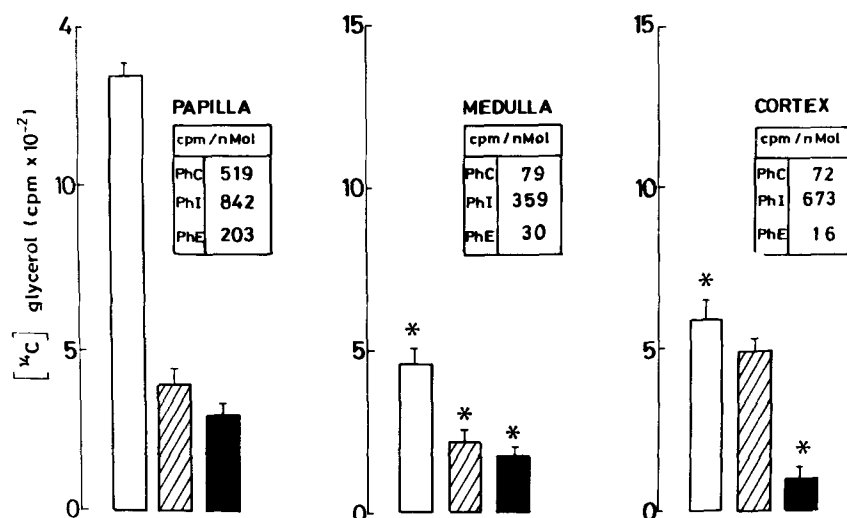 [¹⁴C] glycerol (cpm x 10⁻²)
4
10
5
0
PAPILLA
cpm/nMol
PhC 519
PhI 842
PhE 203
*
*
*
15
10
5
0
MEDULLA
cpm/nMol
PhC 79
PhI 359
PhE 30
*
*
15
10
5
0
CORTEX
cpm/nMol
PhC 72
PhI 673
PhE 16